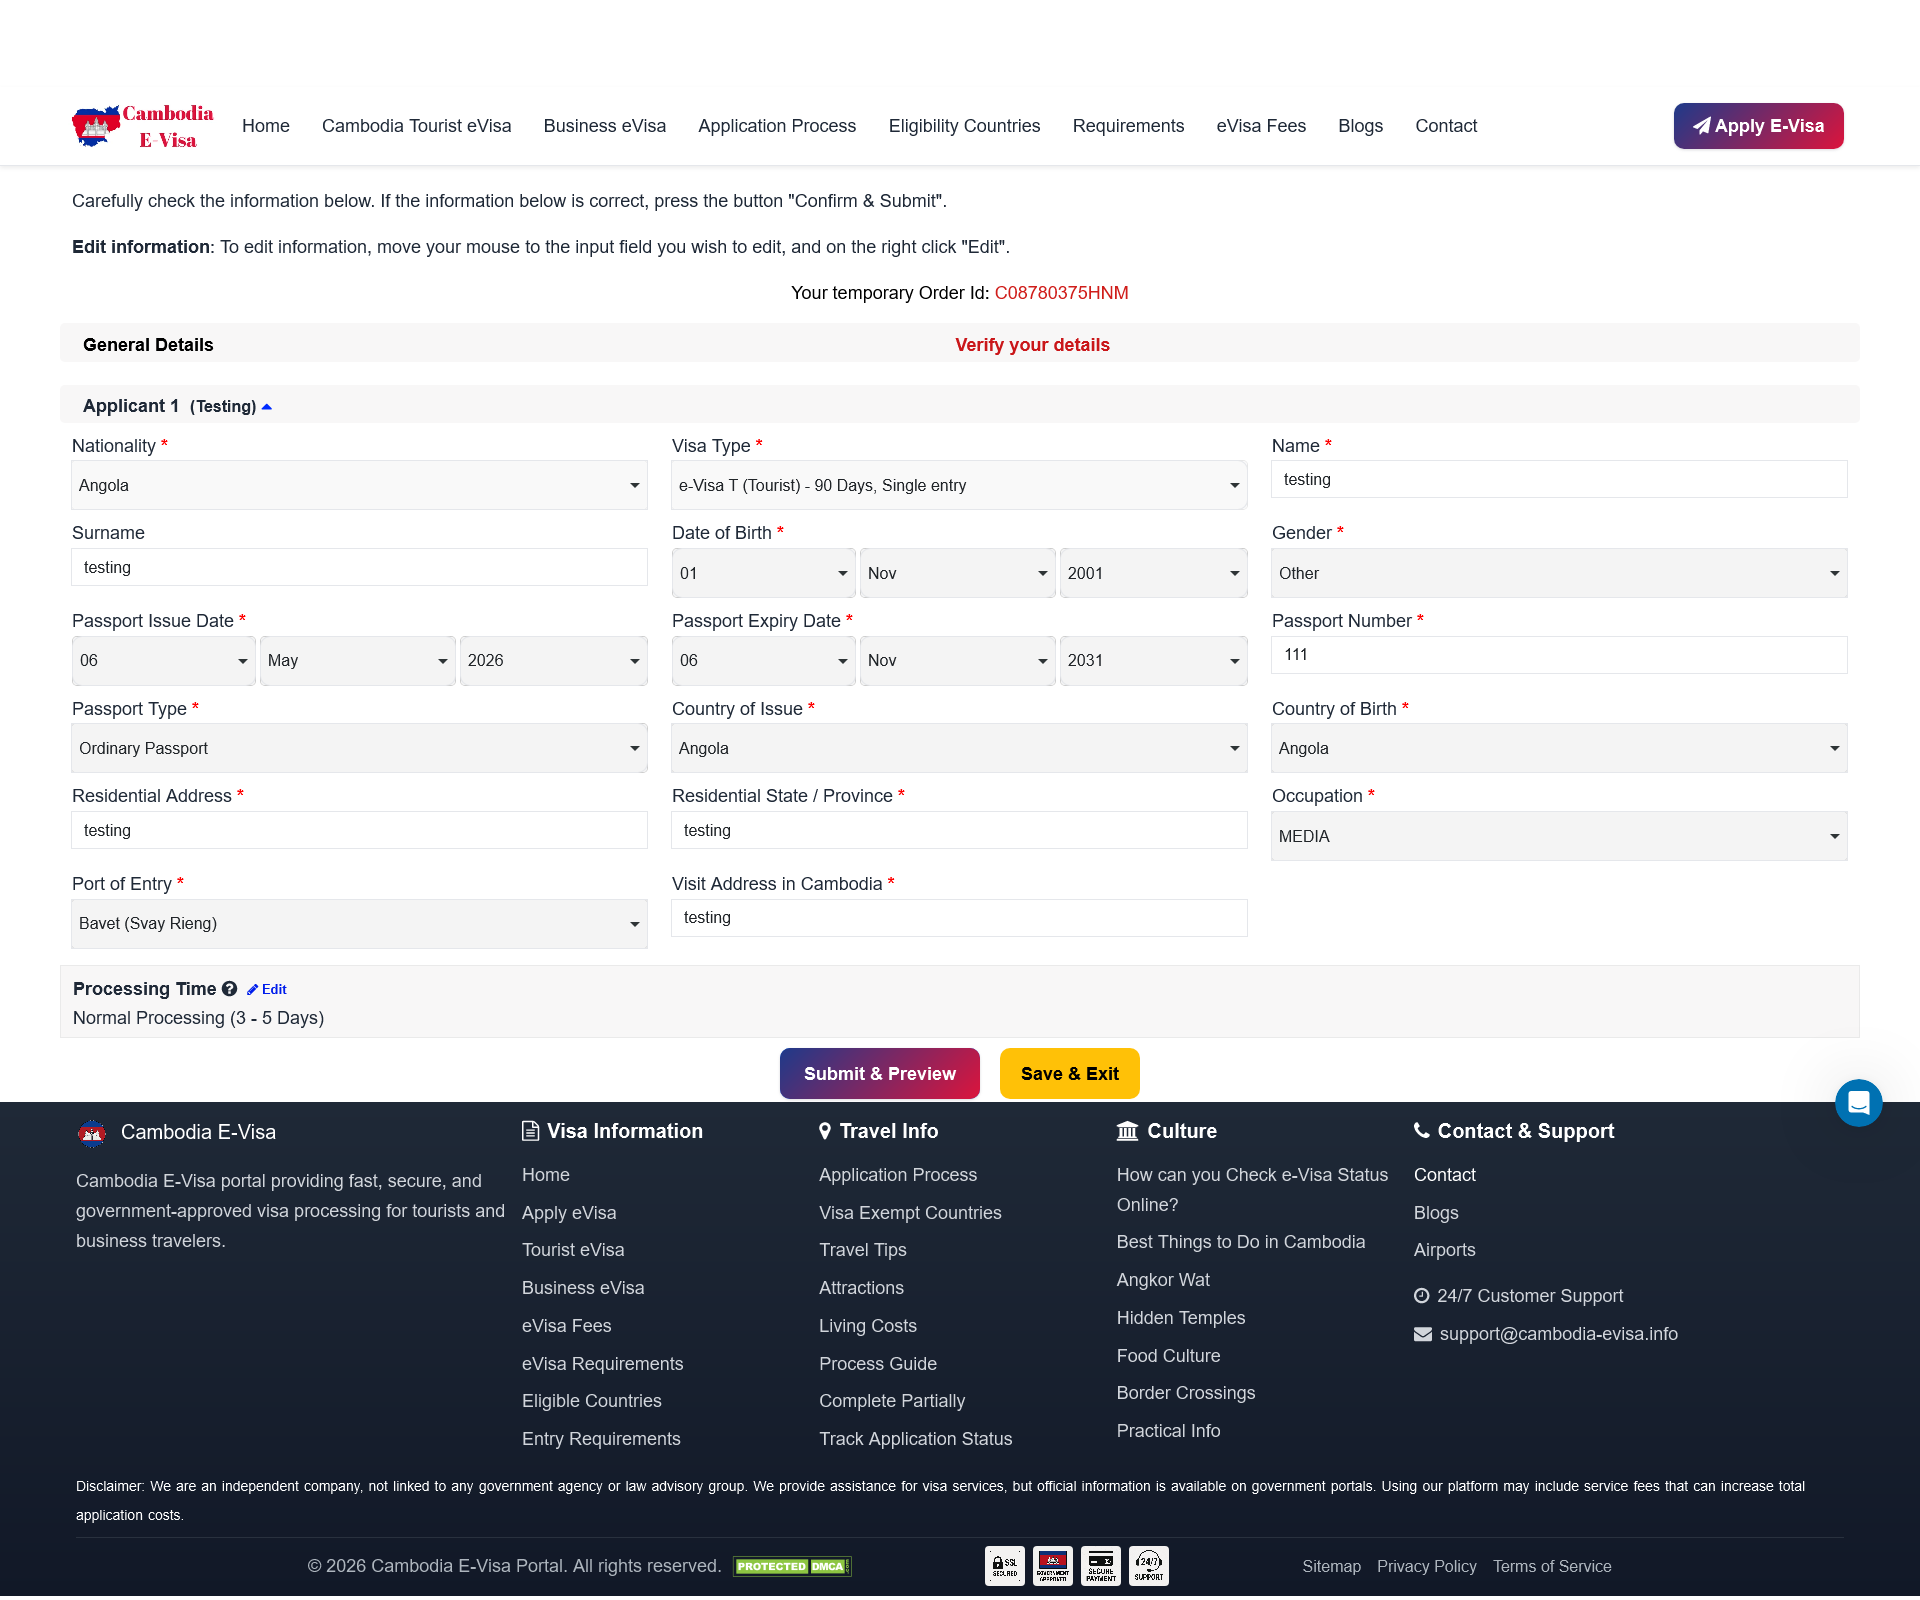 Cambodia
E-Visa
Home
Cambodia Tourist eVisa
Business eVisa
Application Process
Eligibility Countries
Requirements
eVisa Fees
Blogs
Contact
Apply E-Visa
Carefully check the information below. If the information below is correct, press the button "Confirm & Submit".
Edit information: To edit information, move your mouse to the input field you wish to edit, and on the right click "Edit".
Your temporary Order Id: C08780375HNM
General Details
Verify your details
Applicant 1 (Testing)
Nationality *
Angola
Visa Type *
e-Visa T (Tourist) - 90 Days, Single entry
Name *
testing
Surname
testing
Date of Birth *
01
Nov
2001
Gender *
Other
Passport Issue Date *
06
May
2026
Passport Expiry Date *
06
Nov
2031
Passport Number *
111
Passport Type *
Ordinary Passport
Country of Issue *
Angola
Country of Birth *
Angola
Residential Address *
testing
Residential State / Province *
testing
Occupation *
MEDIA
Port of Entry *
Bavet (Svay Rieng)
Visit Address in Cambodia *
testing
Processing Time
Edit
Normal Processing (3 - 5 Days)
Submit & Preview
Save & Exit
Cambodia E-Visa
Cambodia E-Visa portal providing fast, secure, and
government-approved visa processing for tourists and
business travelers.
Visa Information
Home
Apply eVisa
Tourist eVisa
Business eVisa
eVisa Fees
eVisa Requirements
Eligible Countries
Entry Requirements
Travel Info
Application Process
Visa Exempt Countries
Travel Tips
Attractions
Living Costs
Process Guide
Complete Partially
Track Application Status
Culture
How can you Check e-Visa Status
Online?
Best Things to Do in Cambodia
Angkor Wat
Hidden Temples
Food Culture
Border Crossings
Practical Info
Contact & Support
Contact
Blogs
Airports
24/7 Customer Support
support@cambodia-evisa.info
Disclaimer: We are an independent company, not linked to any government agency or law advisory group. We provide assistance for visa services, but official information is available on government portals. Using our platform may include service fees that can increase total
application costs.
© 2026 Cambodia E-Visa Portal. All rights reserved.
PROTECTED DMCA
SSL
SECURED
GOVERNMENT
APPROVED
SECURE
PAYMENT
24/7
SUPPORT
Sitemap
Privacy Policy
Terms of Service